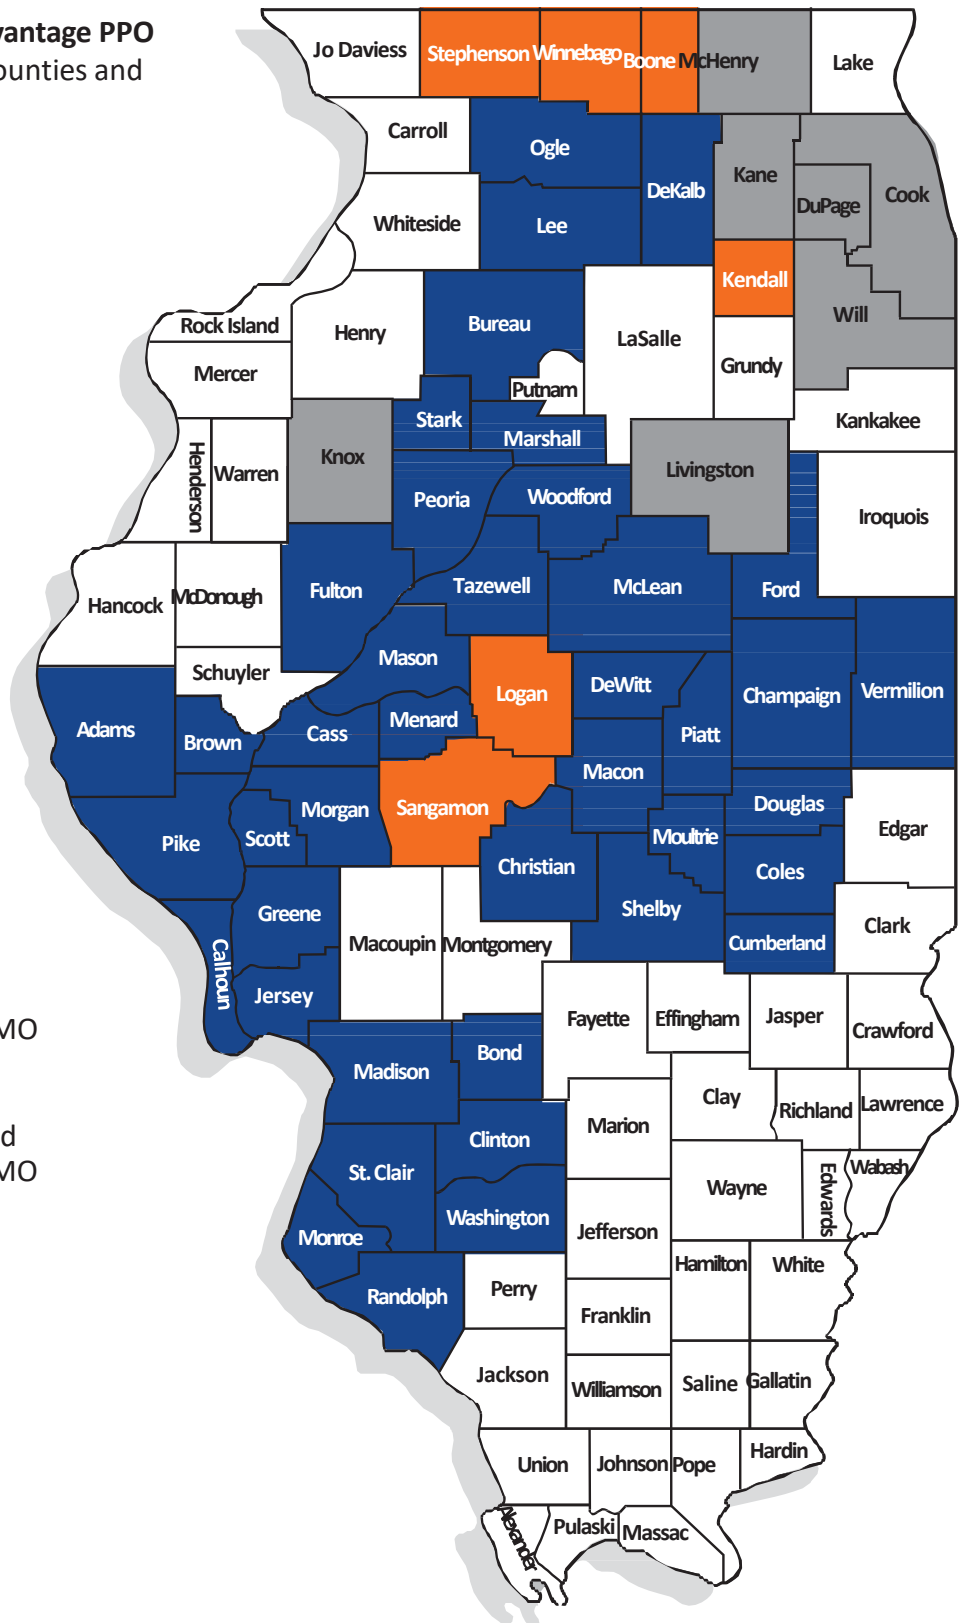 vantage PPO
ounties and
Jo Daviess
Stephenson
Winnebago
Boone
McHenry
Lake
Carroll
Ogle
DeKalb
Kane
DuPage
Cook
Whiteside
Lee
Kendall
Will
Rock Island
Henry
Bureau
LaSalle
Grundy
Mercer
Putnam
Kankakee
Stark
Marshall
Henderson
Warren
Knox
Peoria
Woodford
Livingston
Iroquois
Hancock
McDonough
Fulton
Tazewell
McLean
Ford
Schuyler
Mason
Logan
DeWitt
Champaign
Vermilion
Adams
Brown
Cass
Menard
Piatt
Macon
Pike
Scott
Morgan
Sangamon
Christian
Moultrie
Douglas
Edgar
Coles
Greene
Shelby
Calhoun
Macoupin
Montgomery
Cumberland
Clark
Jersey
MO
Fayette
Effingham
Jasper
Crawford
Madison
Bond
Clay
Richland
Lawrence
d
MO
St. Clair
Clinton
Marion
Wayne
Edwards
Wabash
Monroe
Washington
Jefferson
Hamilton
White
Randolph
Perry
Franklin
Jackson
Williamson
Saline
Gallatin
Union
Johnson
Pope
Hardin
Alexander
Pulaski
Massac